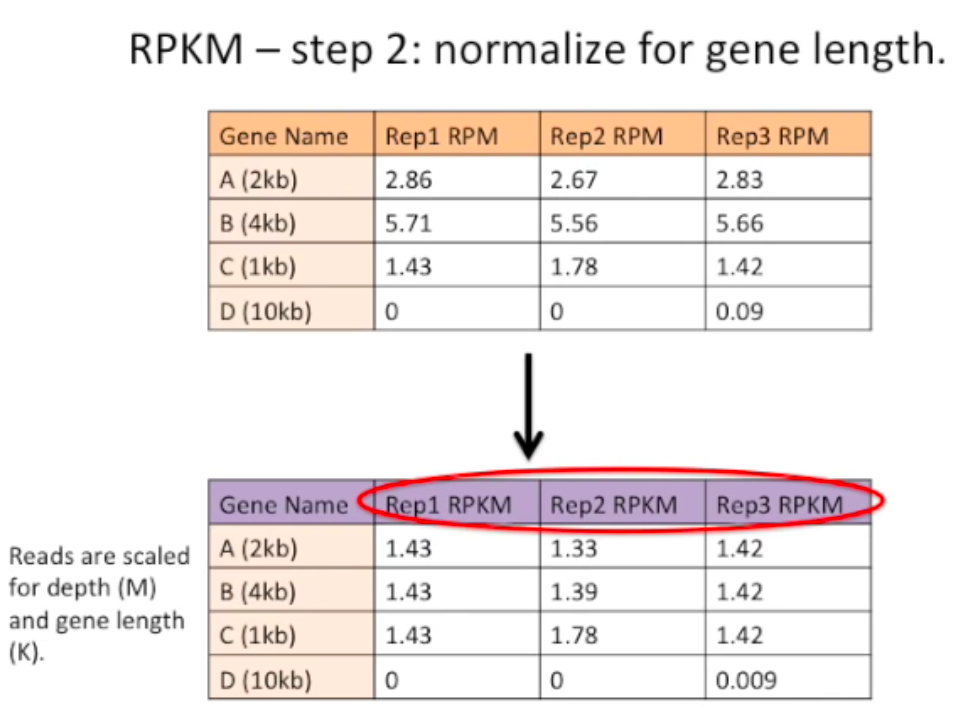 RPKM – step 2: normalize for gene length.
Gene Name Rep1 RPM Rep2 RPM Rep3 RPM
A (2kb) 2.86 2.67 2.83
B (4kb) 5.71 5.56 5.66
C (1kb) 1.43 1.78 1.42
D (10kb) 0 0 0.09
Reads are scaled
for depth (M)
and gene length
(K).
Gene Name Rep1 RPKM Rep2 RPKM Rep3 RPKM
A (2kb) 1.43 1.33 1.42
B (4kb) 1.43 1.39 1.42
C (1kb) 1.43 1.78 1.42
D (10kb) 0 0 0.009